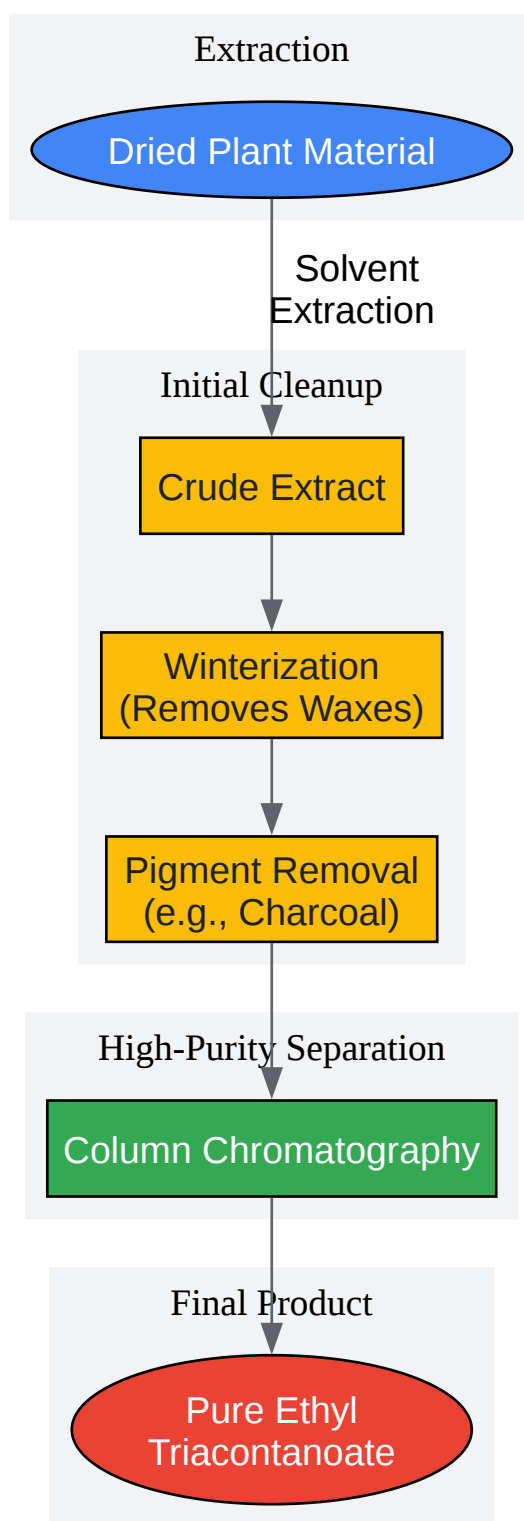 Extraction
Dried Plant Material
Solvent
Extraction
Initial Cleanup
Crude Extract
Winterization
(Removes Waxes)
Pigment Removal
(e.g., Charcoal)
High-Purity Separation
Column Chromatography
Final Product
Pure Ethyl
Triacontanoate